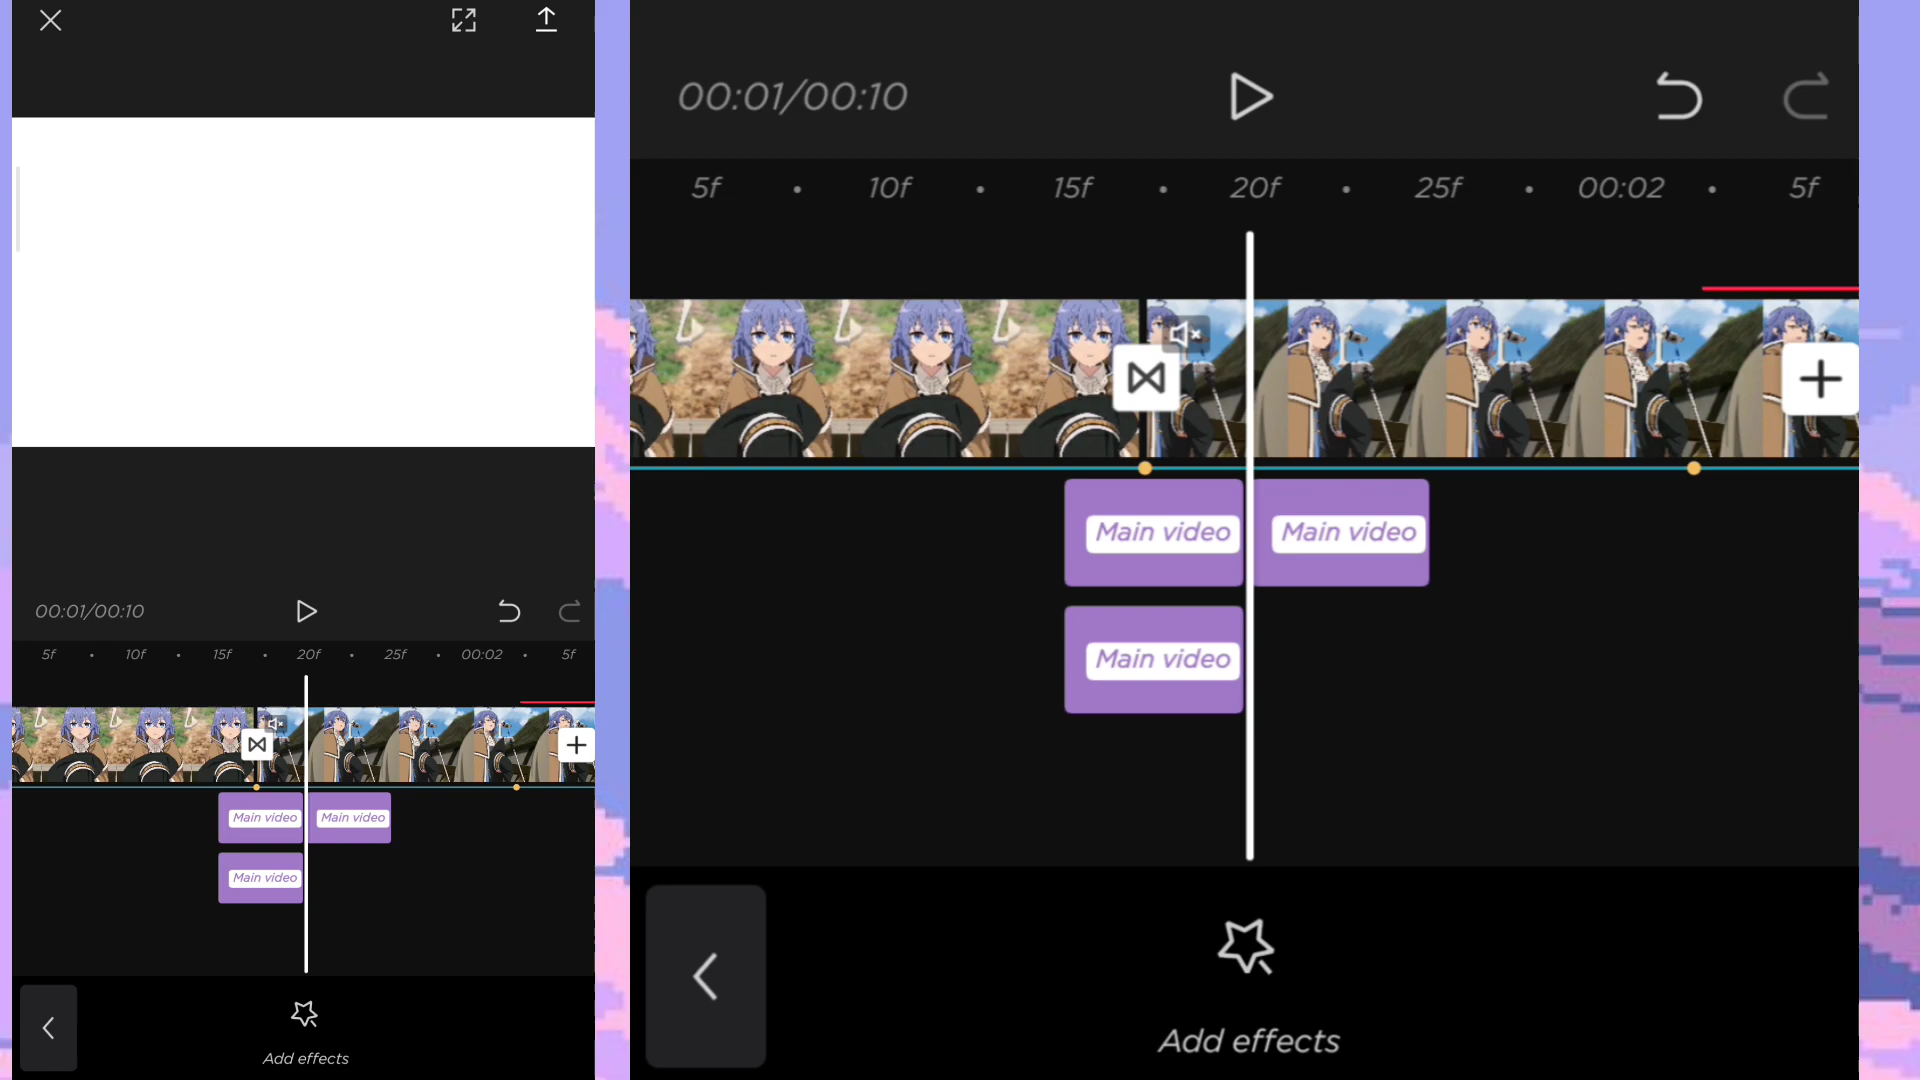 00:01/00:10
5f 10f 15f 20f 25f 00:02 5f
Main video Main video
Main video
Add effects
00:01/00:10
5f 10f 15f 20f 25f 00:02 5f
Main video Main video
Main video
Add effects